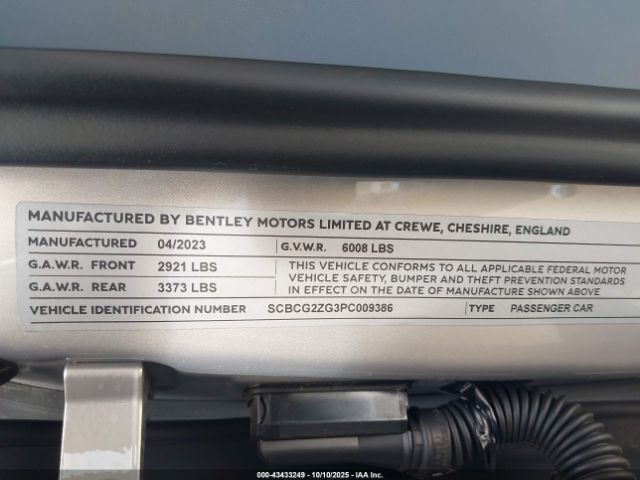 MANUFACTURED BY BENTLEY MOTORS LIMITED AT CREWE, CHESHIRE, ENGLAND
MANUFACTURED 04/2023 G.V.W.R. 6008 LBS
G.A.W.R. FRONT 2921 LBS
G.A.W.R. REAR 3373 LBS
THIS VEHICLE CONFORMS TO ALL APPLICABLE FEDERAL MOTOR
VEHICLE SAFETY, BUMPER AND THEFT PREVENTION STANDARDS
IN EFFECT ON THE DATE OF MANUFACTURE SHOWN ABOVE
VEHICLE IDENTIFICATION NUMBER SCBCG2ZG3PC009386 TYPE PASSENGER CAR
000-43433249 - 10/10/2025 - IAA Inc.